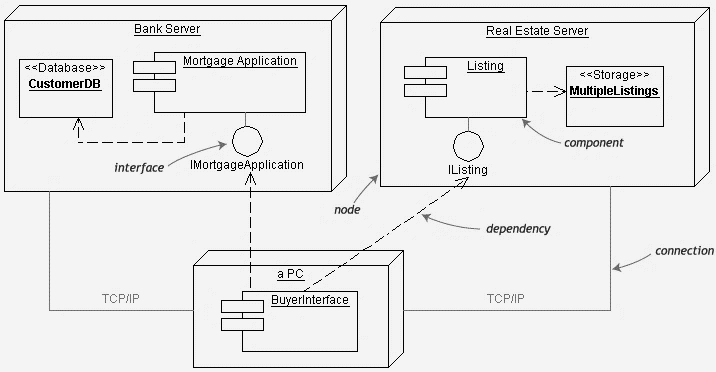 Bank Server
<<Database>>
CustomerDB
Mortgage Application
interface
IMortgageApplication
Real Estate Server
Listing
<<Storage>>
MultipleListings
component
IListing
node
dependency
connection
a PC
BuyerInterface
TCP/IP
TCP/IP